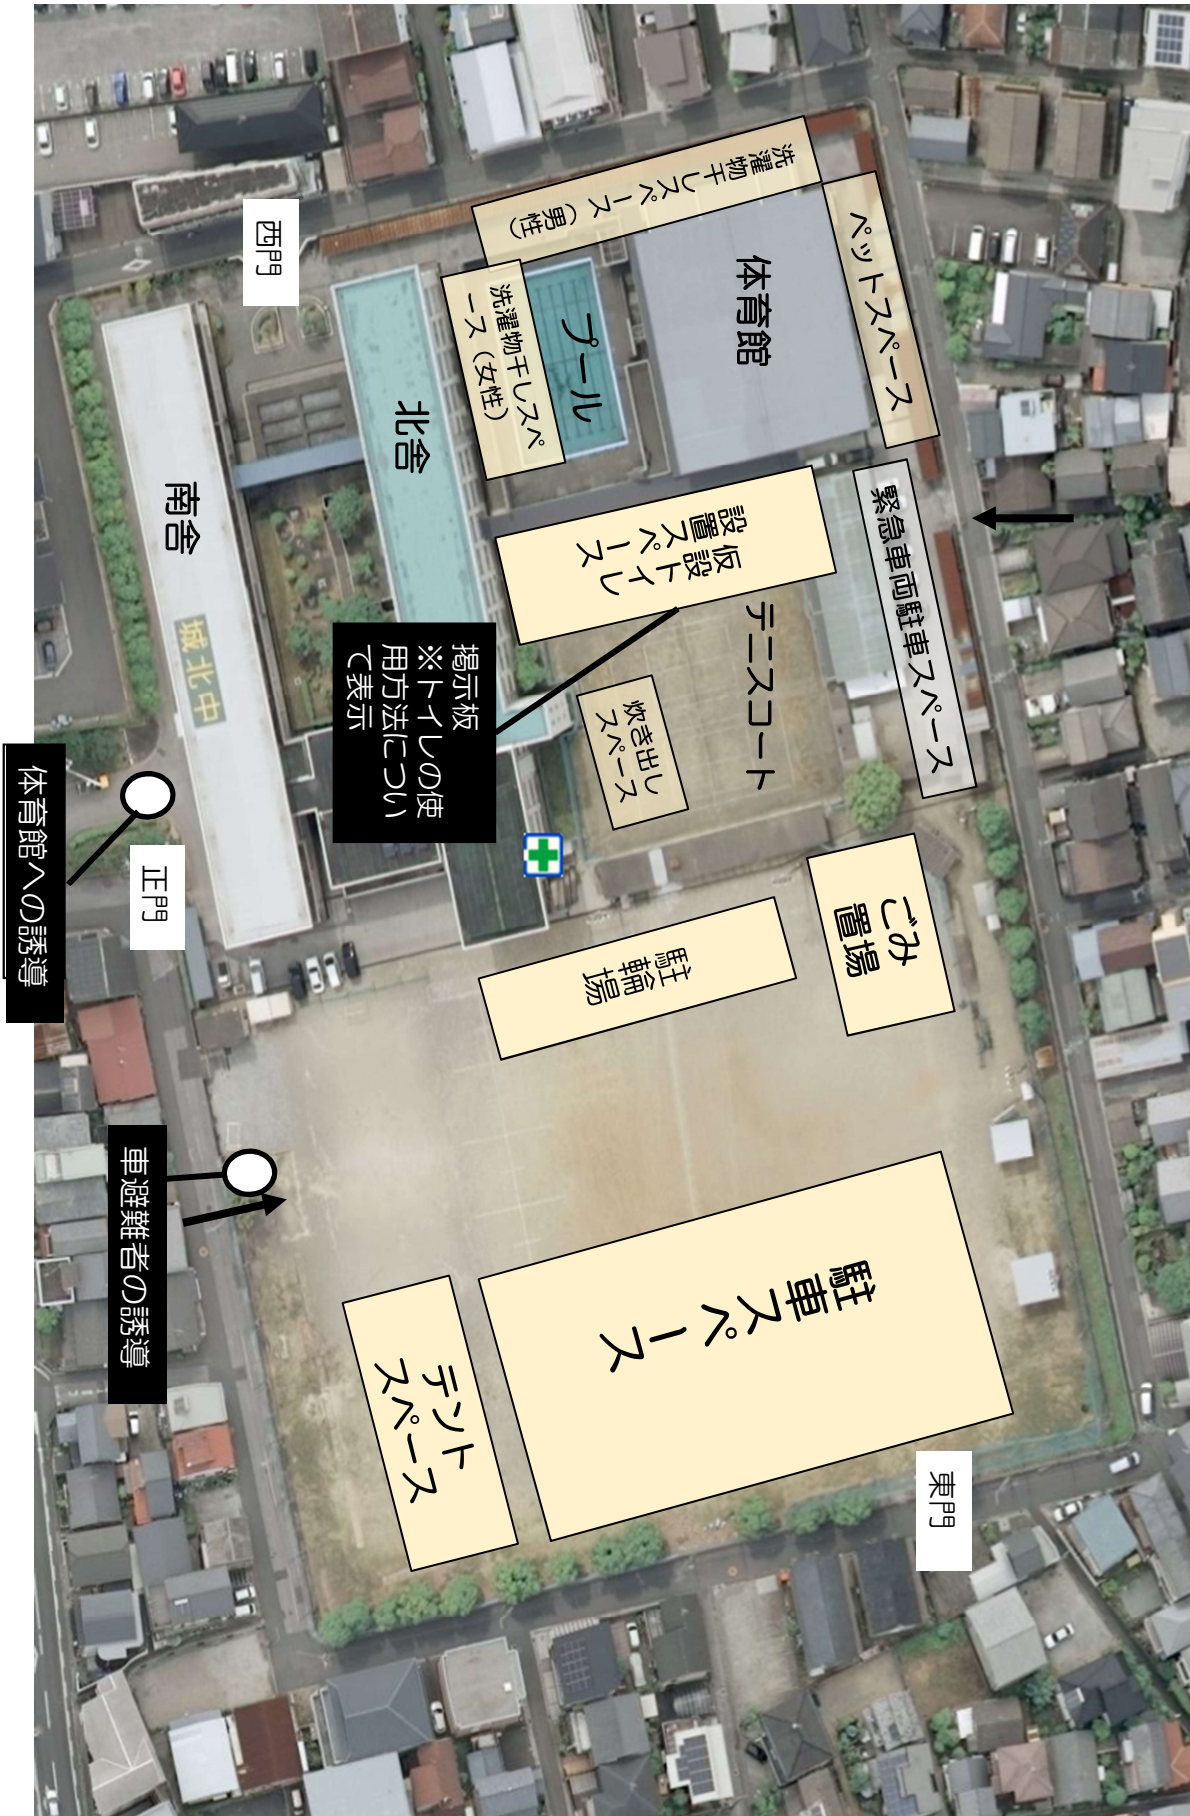 洗濯物干しスペース（男性）
ペットスペース
体育館
西門
洗濯物干しスペ
ース（女性）
プール
北舎
南舎
緊急車両駐車スペース
仮設トイレ
設置スペース
テニスコート
城北中
掲示板
※トイレの使
用方法につい
て表示
炊き出し
スペース
体育館への誘導
正門
ごみ
置場
駐輪場
車避難者の誘導
駐車スペース
テント
スペース
東門